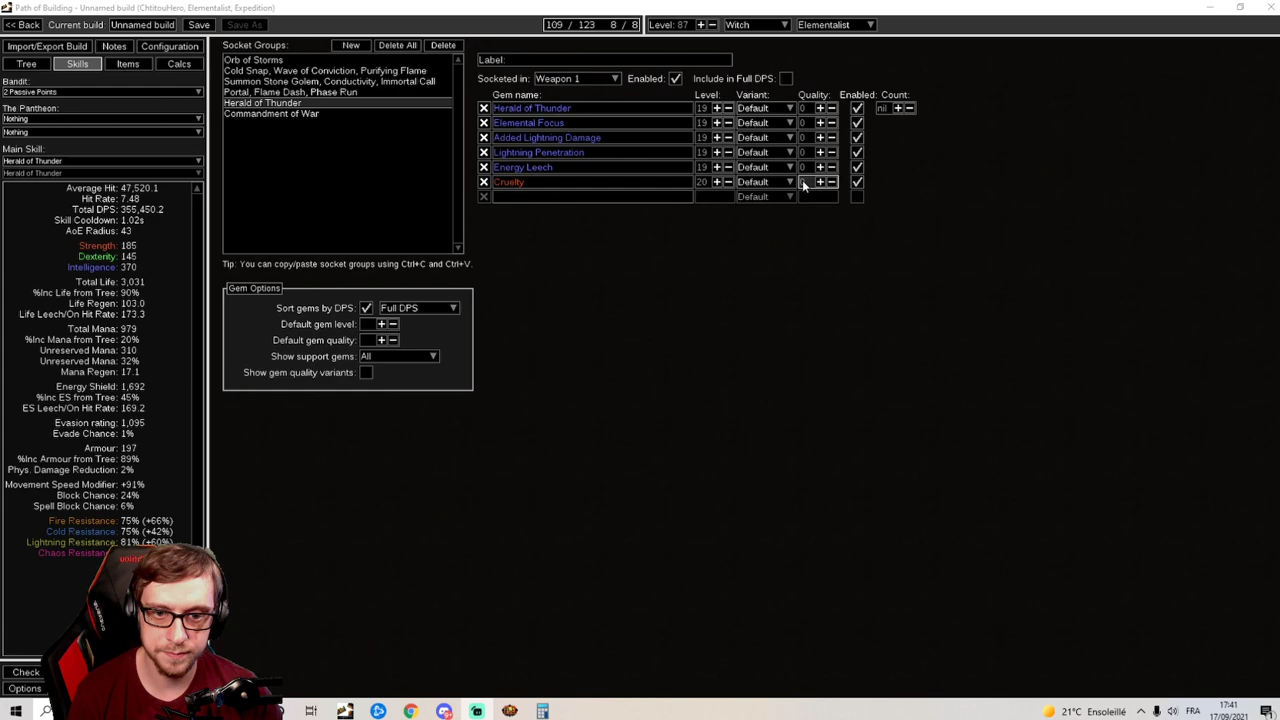 Path of Building - Unnamed build (ChtitouHero, Elementalist, Expedition)
<< Back Current build: Unnamed build Save Save As 109 / 123 8 / 8 Level: 87 Witch Elementalist
Import/Export Build Notes Configuration
Tree Skills Items Calcs
Bandit:
2 Passive Points
The Pantheon:
Nothing
Nothing
Main Skill:
Herald of Thunder
Herald of Thunder
Average Hit: 47,520.1
Hit Rate: 7.48
Total DPS: 355,450.2
Skill Cooldown: 1.02s
AoE Radius: 43
Strength: 185
Dexterity: 145
Intelligence: 370
Total Life: 3,031
%Inc Life from Tree: 90%
Life Regen: 103.0
Life Leech/On Hit Rate: 173.3
Total Mana: 979
%Inc Mana from Tree: 20%
Unreserved Mana: 310
Unreserved Mana: 32%
Mana Regen: 17.1
Energy Shield: 1,692
%Inc ES from Tree: 45%
ES Leech/On Hit Rate: 169.2
Evasion rating: 1,095
Evade Chance: 1%
Armour: 197
%Inc Armour from Tree: 89%
Phys. Damage Reduction: 2%
Movement Speed Modifier: +91%
Block Chance: 24%
Spell Block Chance: 6%
Fire Resistance: 75% (+66%)
Cold Resistance: 75% (+42%)
Lightning Resistance: 81% (+60%)
Chaos
Check
Options
Socket Groups: New Delete All Delete
Orb of Storms
Cold Snap, Wave of Conviction, Purifying Flame
Summon Stone Golem, Conductivity, Immortal Call
Portal, Flame Dash, Phase Run
Herald of Thunder
Commandment of War
Tip: You can copy/paste socket groups using Ctrl+C and Ctrl+V.
Gem Options
Sort gems by DPS: Full DPS
Default gem level:
Default gem quality:
Show support gems: All
Show gem quality variants:
Label:
Socketed in: Weapon 1 Enabled: Include in Full DPS:
Gem name: Level: Variant: Quality: Enabled: Count:
Herald of Thunder 19 Default 0 nil
Elemental Focus 19 Default 0
Added Lightning Damage 19 Default 0
Lightning Penetration 19 Default 0
Energy Leech 19 Default 0
Cruelty 20 Default
Default
21°C Ensoleillé FRA 17:41
17/09/2021